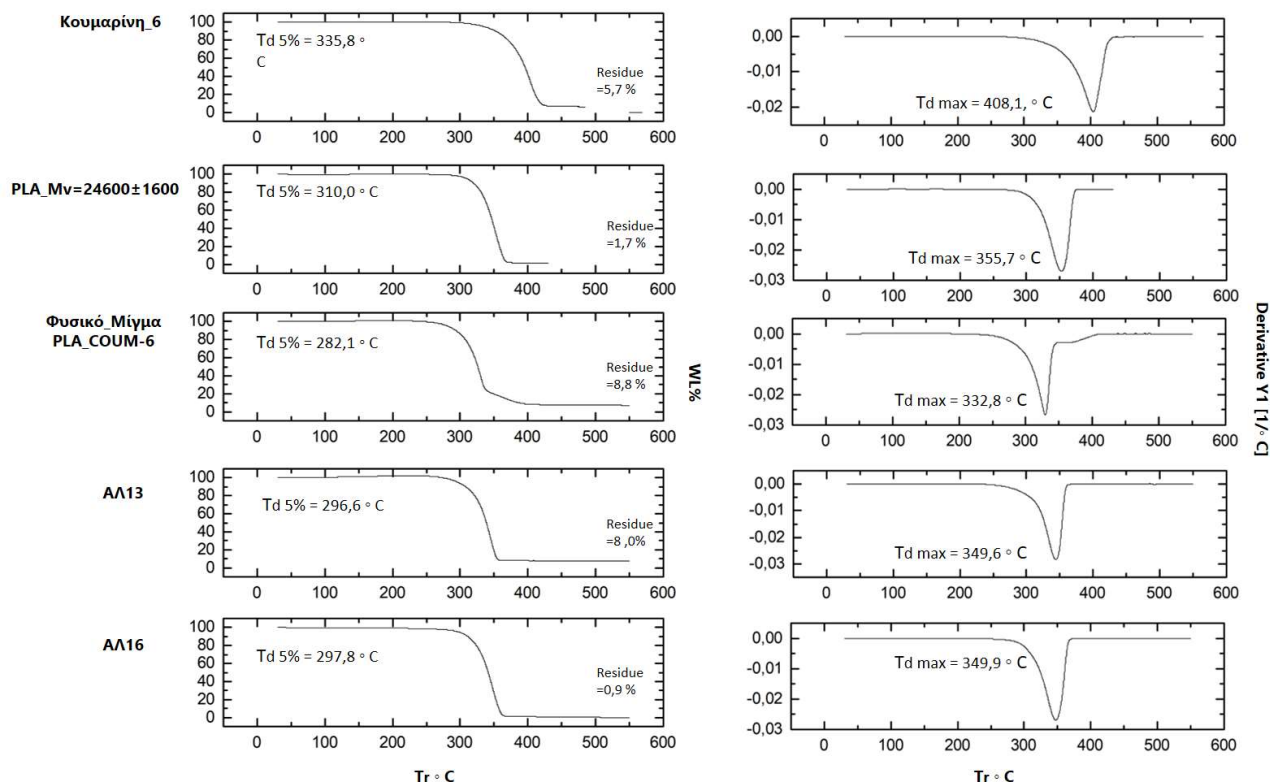 Κουμαρίνη_6
100
80
60
40
20
0
Td 5% = 335,8 °
C
Residue
=5,7 %
0 100 200 300 400 500 600
0,00
-0,01
-0,02
Td max = 408,1, ° C
0 100 200 300 400 500 600
PLA_Mv=24600±1600
100
80
60
40
20
0
Td 5% = 310,0 ° C
Residue
=1,7 %
0 100 200 300 400 500 600
0,00
-0,01
-0,02
-0,03
Td max = 355,7 ° C
0 100 200 300 400 500 600
Φυσικό_Μίγμα
PLA_COUM-6
100
80
60
40
20
0
Td 5% = 282,1 ° C
Residue
=8,8 %
0 100 200 300 400 500 600
0,00
-0,01
-0,02
-0,03
Td max = 332,8 ° C
0 100 200 300 400 500 600
ΑΛ13
100
80
60
40
20
0
Td 5% = 296,6 ° C
Residue
=8 ,0%
0 100 200 300 400 500 600
0,00
-0,01
-0,02
-0,03
Td max = 349,6 ° C
0 100 200 300 400 500 600
ΑΛ16
100
80
60
40
20
0
Td 5% = 297,8 ° C
Residue
=0,9 %
0 100 200 300 400 500 600
0,00
-0,01
-0,02
-0,03
Td max = 349,9 ° C
0 100 200 300 400 500 600
WL%
Derivative Y1 [1/° C]
Tr ° C
Tr ° C